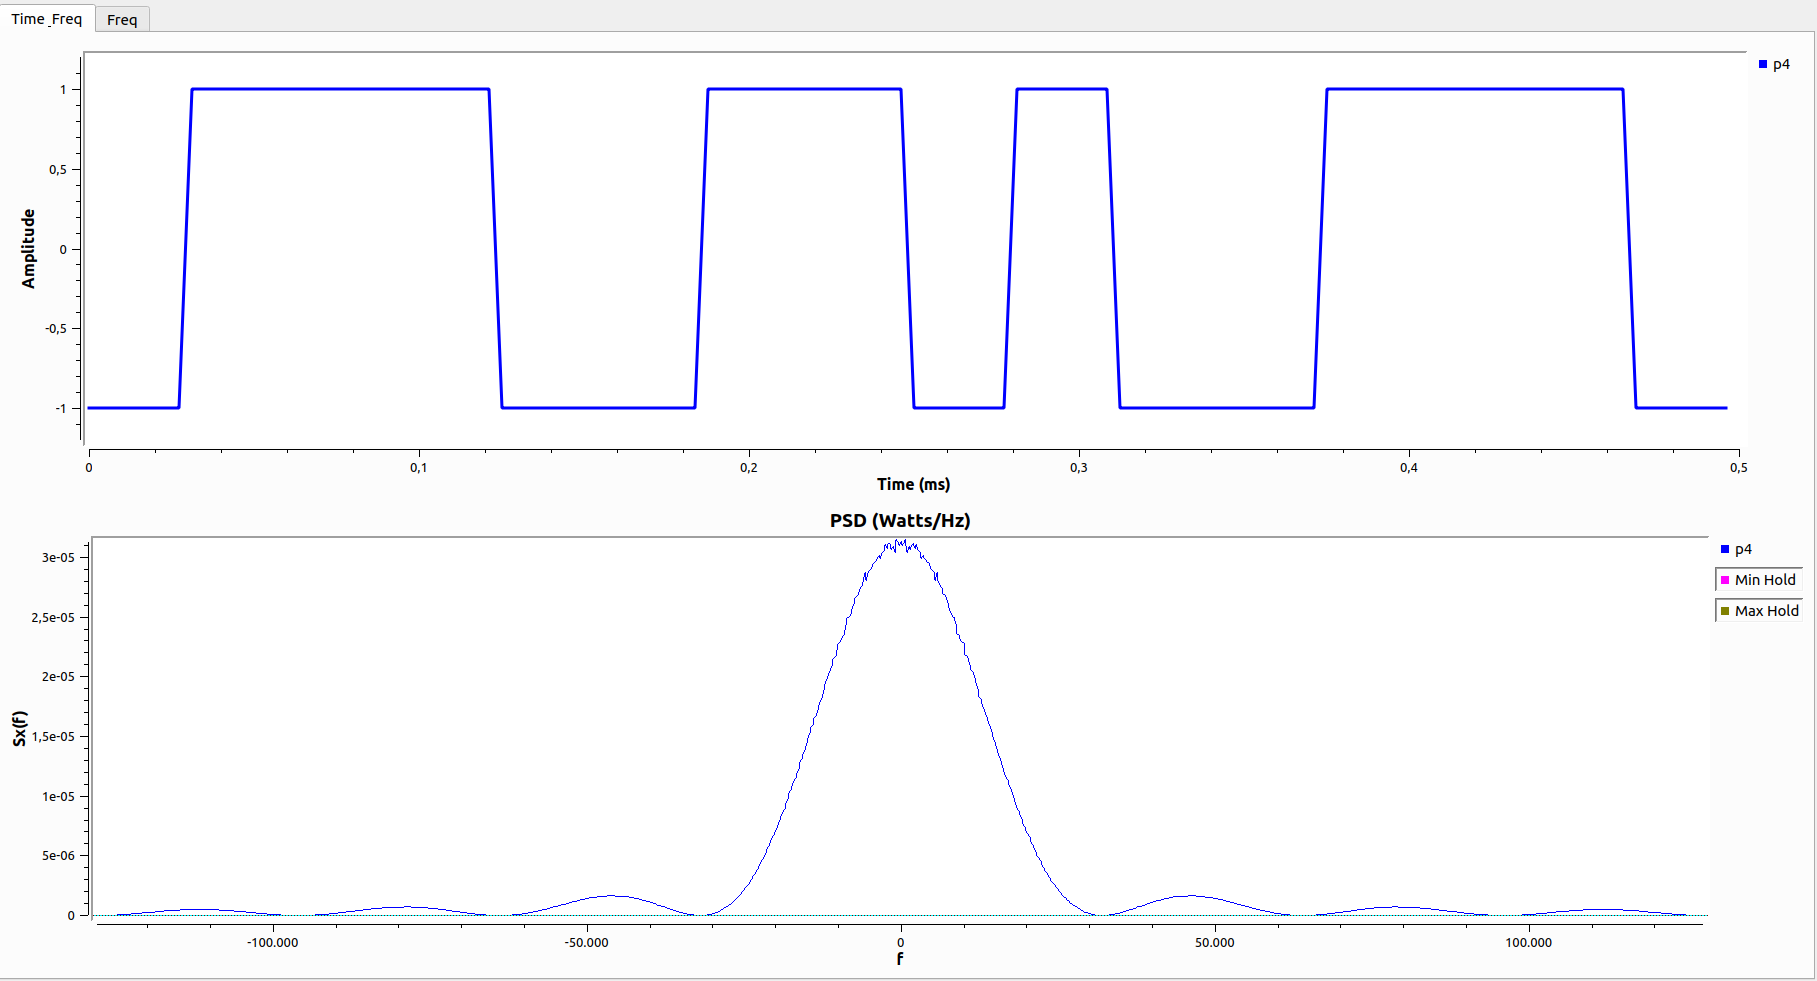 Time_Freq Freq
p4
1
0,5
0
-0,5
-1
Amplitude
0 0,1 0,2 0,3 0,4 0,5
Time (ms)
PSD (Watts/Hz)
p4
Min Hold
Max Hold
3e-05
2,5e-05
2e-05
1,5e-05
1e-05
5e-06
0
Sx(f)
-100.000 -50.000 0 50.000 100.000
f